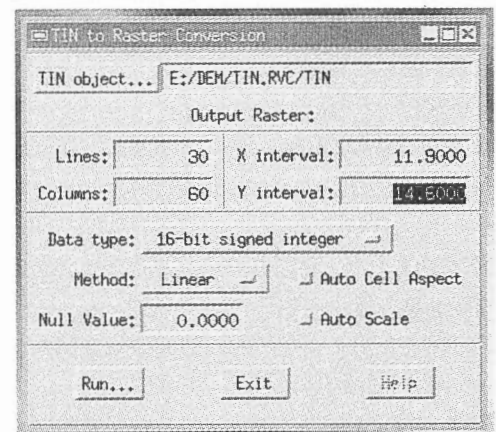 TIN to Raster Conversion
TIN object... E:/DEM/TIN.RVC/TIN
Output Raster:
Lines: 30 X interval: 11.9000
Columns: 60 Y interval: 14.6000
Data type: 16-bit signed integer
Method: Linear Auto Cell Aspect
Null Value: 0.0000 Auto Scale
Run... Exit Help